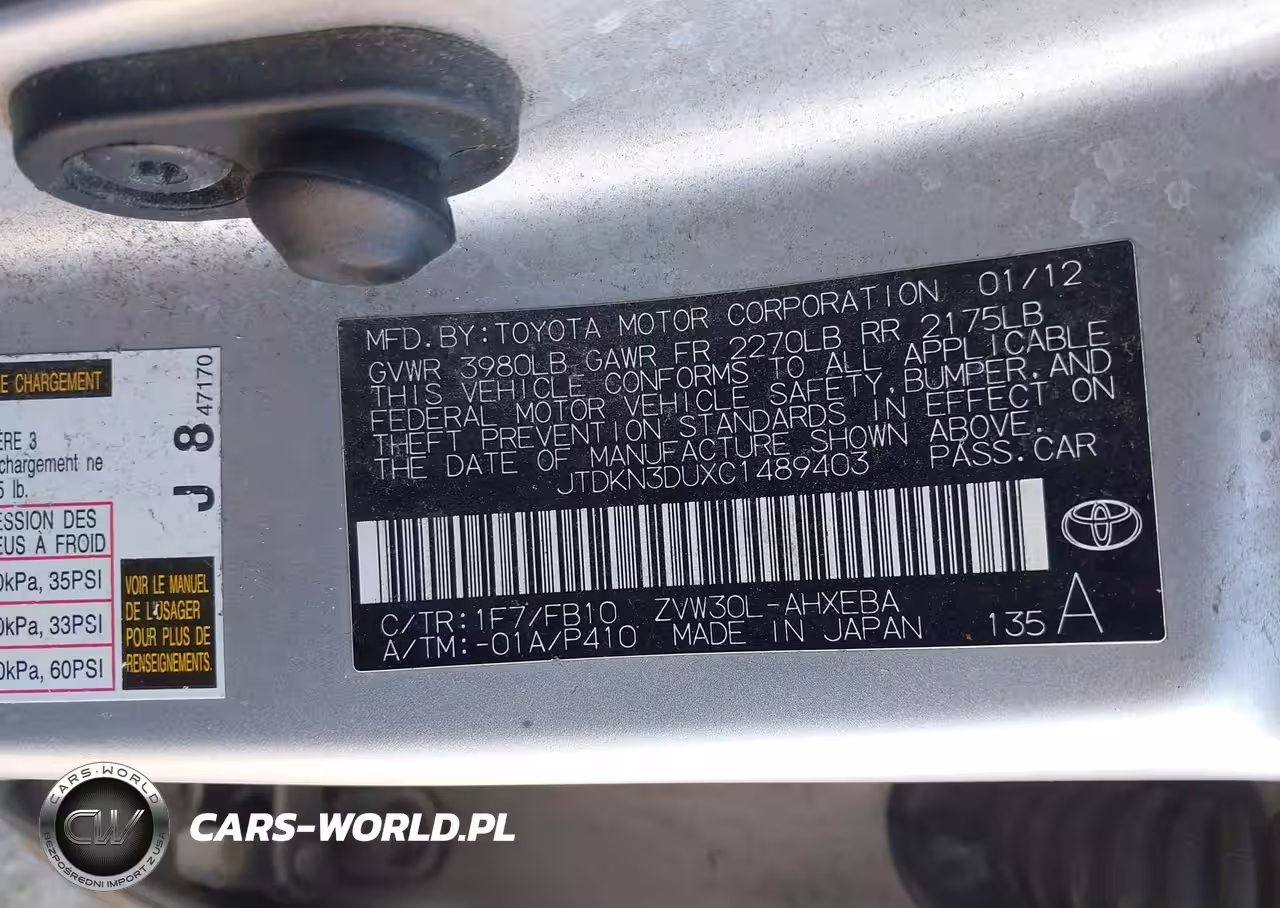 MFD. BY: TOYOTA MOTOR CORPORATION 01/12
GVWR 3980LB GAWR FR 2270LB RR 2175LB
THIS VEHICLE CONFORMS TO ALL APPLICABLE
FEDERAL MOTOR VEHICLE SAFETY, BUMPER, AND
THEFT PREVENTION STANDARDS IN EFFECT ON
THE DATE OF MANUFACTURE SHOWN ABOVE.
JTDKN3DUXC1489403 PASS. CAR
C/TR: 1F7/FB10 ZVW30L-AHXEBA
A/TM: -01A/P410 MADE IN JAPAN 135 A
E CHARGEMENT
ÈRE 3
chargement ne
5 lb.
ESSION DES
EUS À FROID
0kPa, 35PSI
0kPa, 33PSI
0kPa, 60PSI
J 8 47170
VOIR LE MANUEL
DE L'USAGER
POUR PLUS DE
RENSEIGNEMENTS.
CARS-WORLD
CW
BEZPOŚREDNI IMPORT Z USA
CARS-WORLD.PL